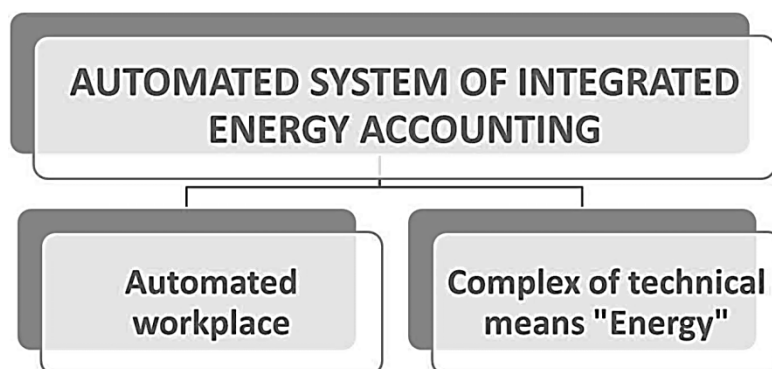 AUTOMATED SYSTEM OF INTEGRATED
ENERGY ACCOUNTING
Automated
workplace
Complex of technical
means "Energy"